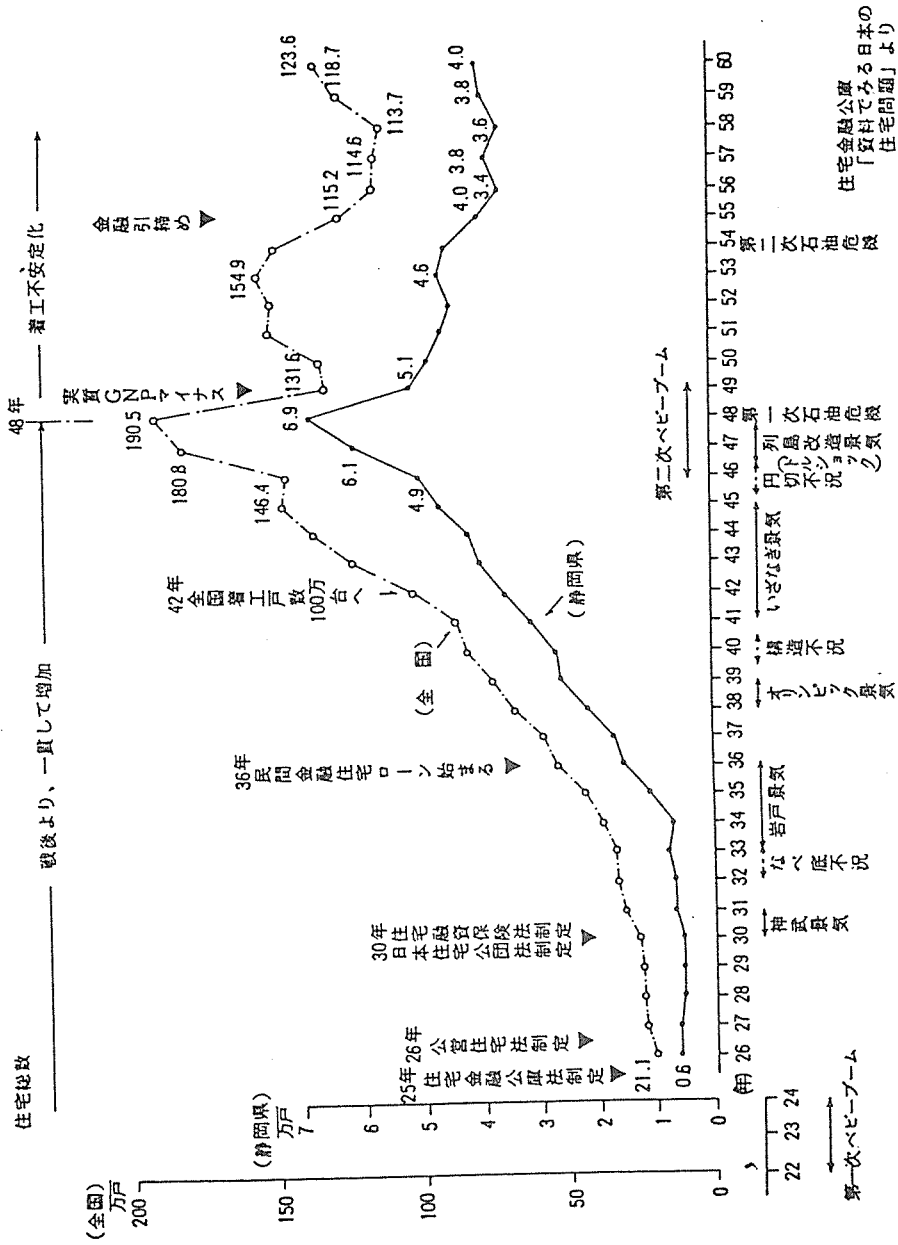 住宅総数
戦後より、一貫して増加
48年
着工不安定化
(全国)
万戸
200
150
100
50
0
(静岡県)
万戸
7
6
5
4
3
2
1
0
25年
住宅金融公庫法制定
26年
公営住宅法制定
30年
住宅融資保険法制定
日本住宅公団法制定
36年
民間金融住宅ローン始まる
42年
全国着工戸数
100万台へ
実質GNPマイナス
金融引締め
(全国)
(静岡県)
21.1
146.4
180.8
190.5
131.6
154.9
115.2
114.6
113.7
118.7
123.6
0.6
4.9
6.1
6.9
5.1
4.6
4.0
3.4
3.8
3.6
3.8
4.0
22 23 24
(年) 26 27 28 29 30 31 32 33 34 35 36 37 38 39 40 41 42 43 44 45 46 47 48 49 50 51 52 53 54 55 56 57 58 59 60
第一次ベビーブーム
第二次ベビーブーム
神武景気
なべ底不況
岩戸景気
オリンピック景気
構造不況
いざなぎ景気
円切不況
(ドルショック)
列島改造景気
第一次石油危機
第二次石油危機
住宅金融公庫
「資料でみる日本の
住宅問題」より